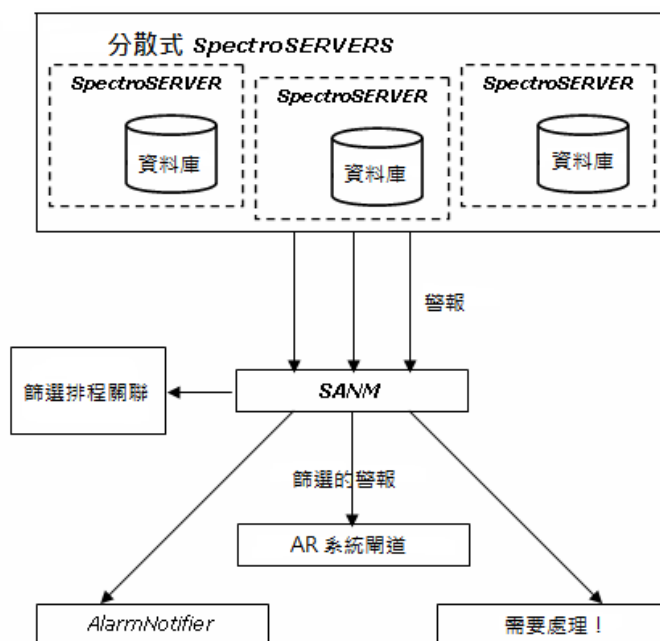 分散式 SpectroSERVERS
SpectroSERVER
SpectroSERVER
SpectroSERVER
資料庫
資料庫
資料庫
警報
篩選排程關聯
SANM
篩選的警報
AR 系統閘道
AlarmNotifier
需要處理！